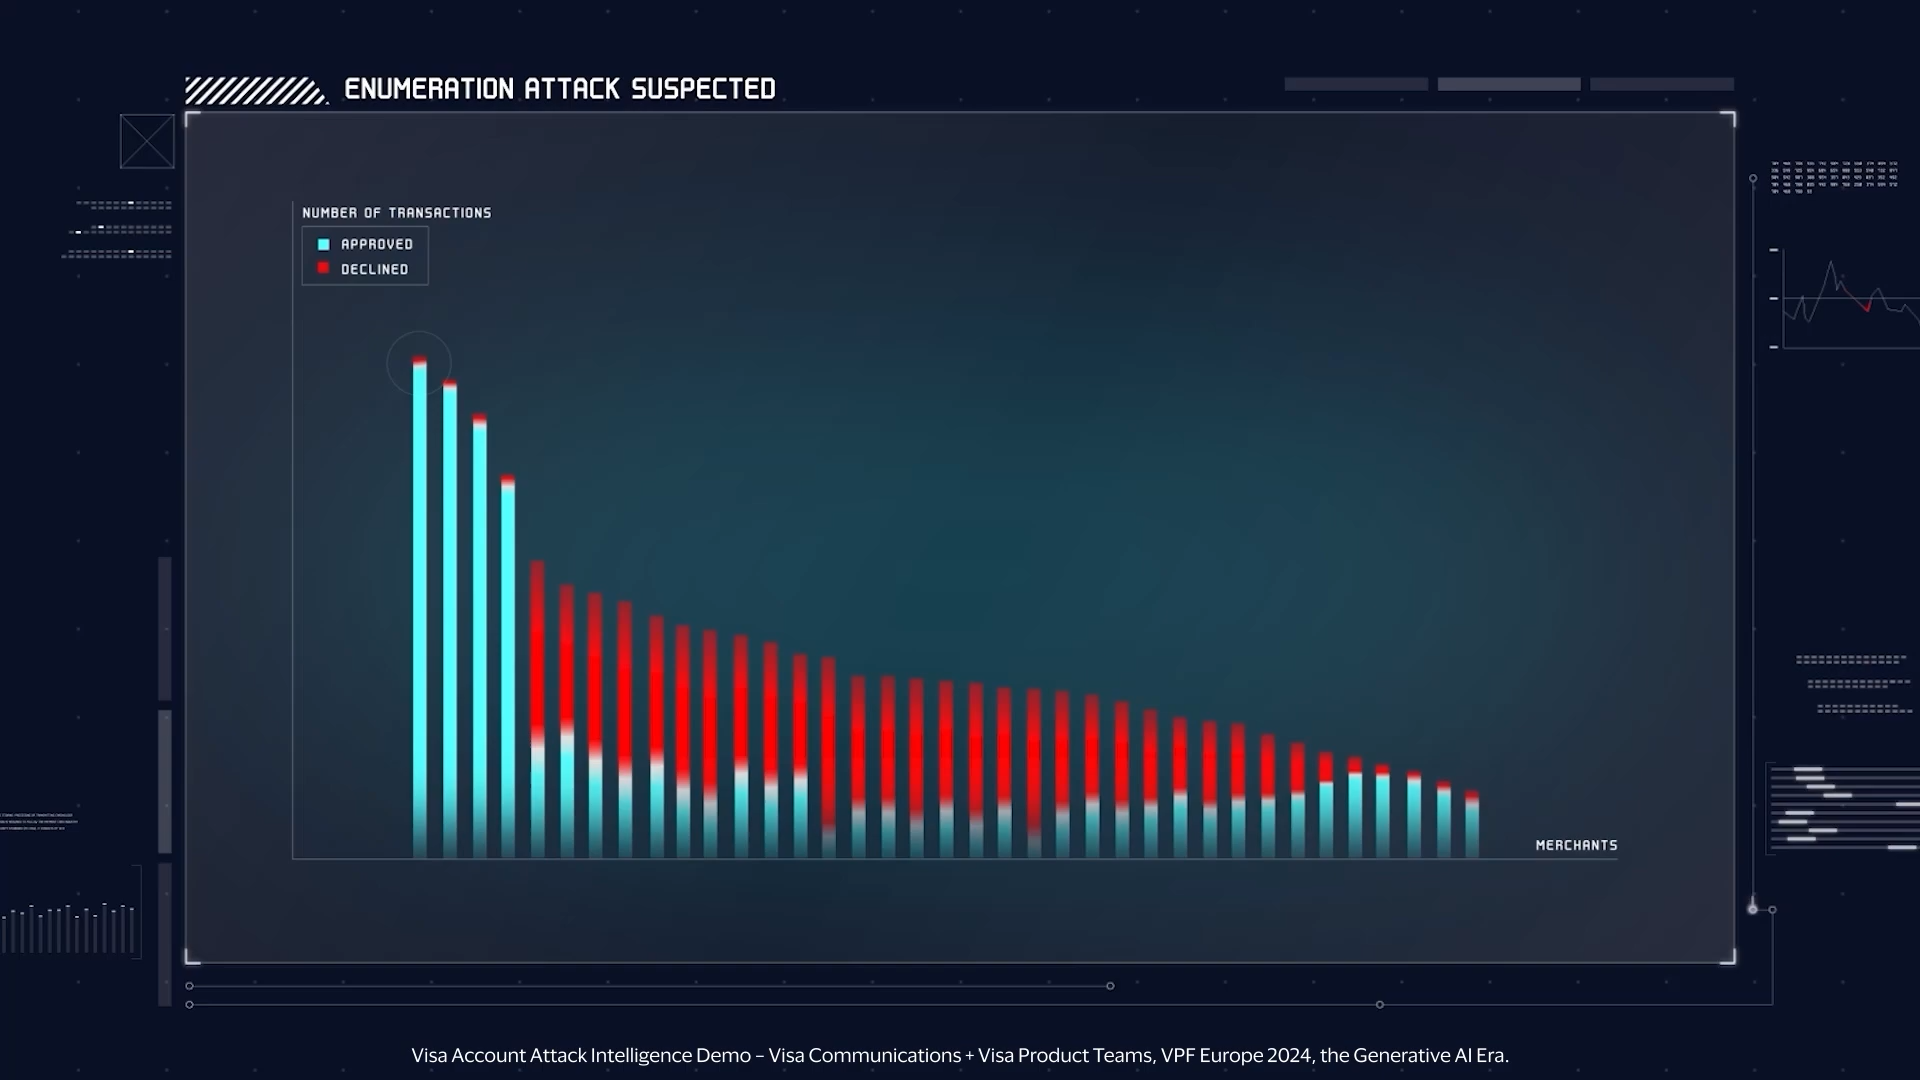 ENUMERATION ATTACK SUSPECTED
NUMBER OF TRANSACTIONS
APPROVED
DECLINED
MERCHANTS
Visa Account Attack Intelligence Demo – Visa Communications + Visa Product Teams, VPF Europe 2024, the Generative AI Era.